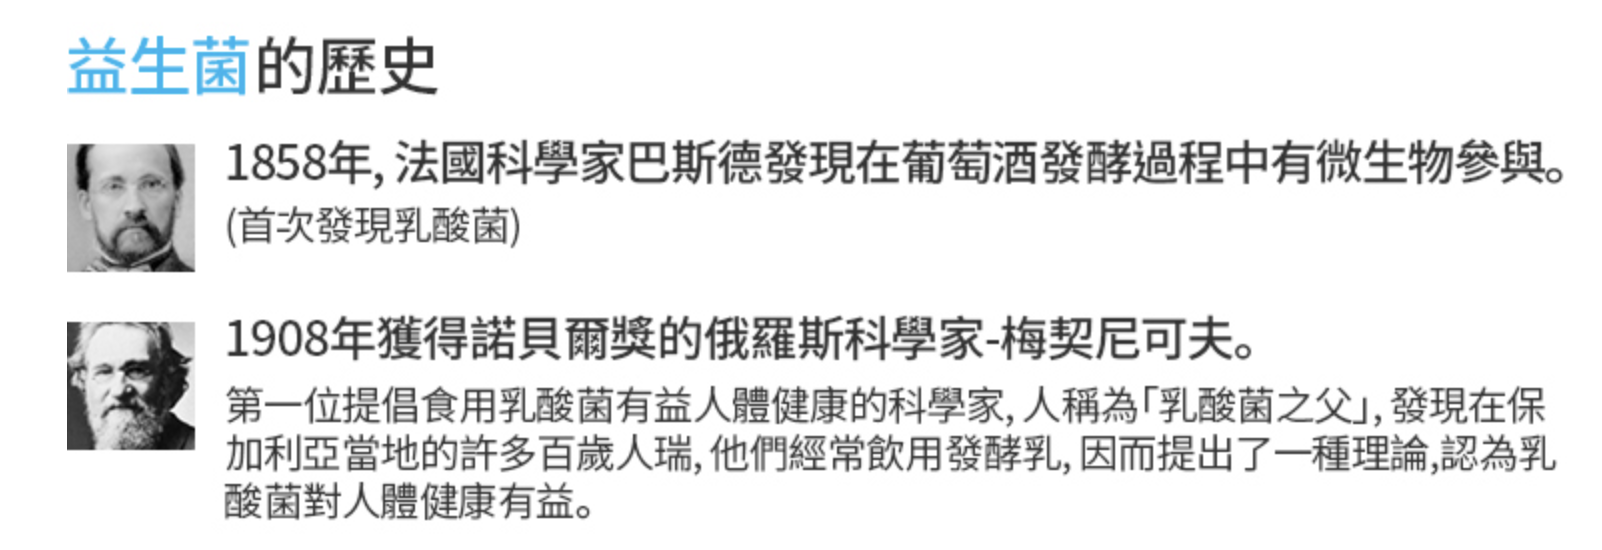 益生菌的歷史
1858年, 法國科學家巴斯德發現在葡萄酒發酵過程中有微生物參與。
(首次發現乳酸菌)
1908年獲得諾貝爾獎的俄羅斯科學家-梅契尼可夫。
第一位提倡食用乳酸菌有益人體健康的科學家, 人稱為「乳酸菌之父」, 發現在保
加利亞當地的許多百歲人瑞, 他們經常飲用發酵乳, 因而提出了一種理論,認為乳
酸菌對人體健康有益。